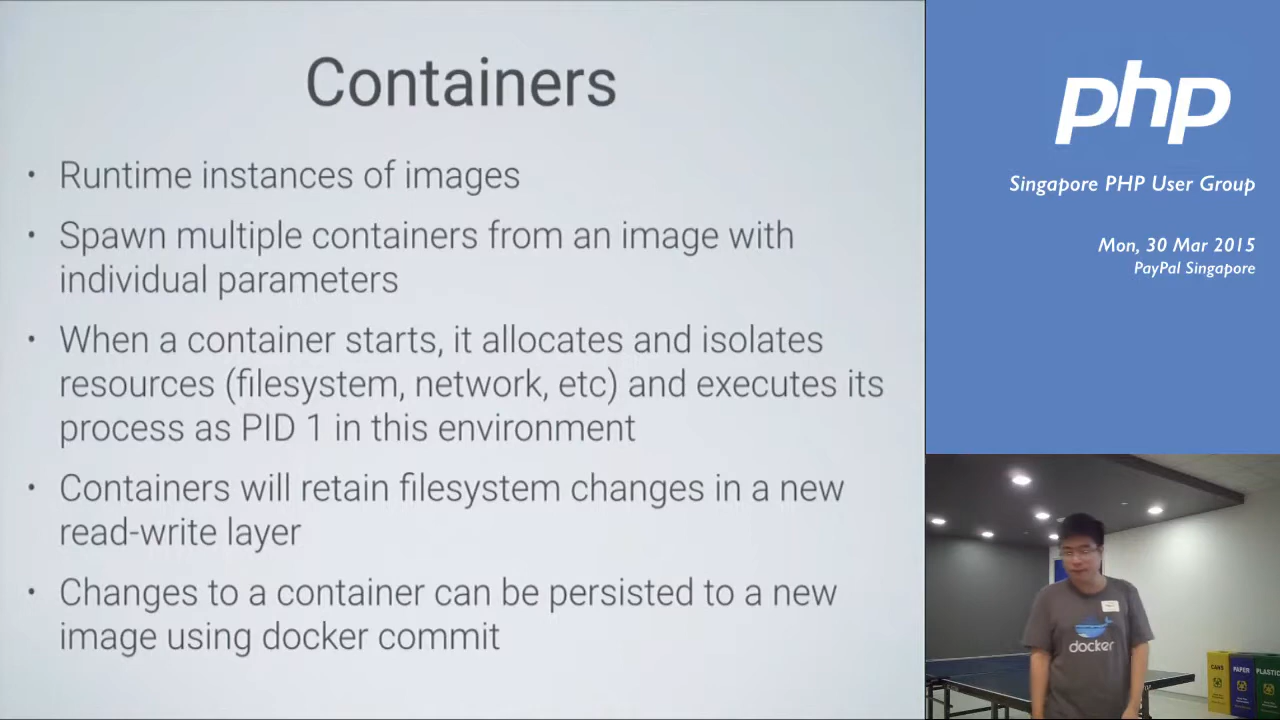 Containers
• Runtime instances of images
• Spawn multiple containers from an image with
individual parameters
• When a container starts, it allocates and isolates
resources (filesystem, network, etc) and executes its
process as PID 1 in this environment
• Containers will retain filesystem changes in a new
read-write layer
• Changes to a container can be persisted to a new
image using docker commit
php
Singapore PHP User Group
Mon, 30 Mar 2015
PayPal Singapore
docker
CANS
PAPER
PLASTIC